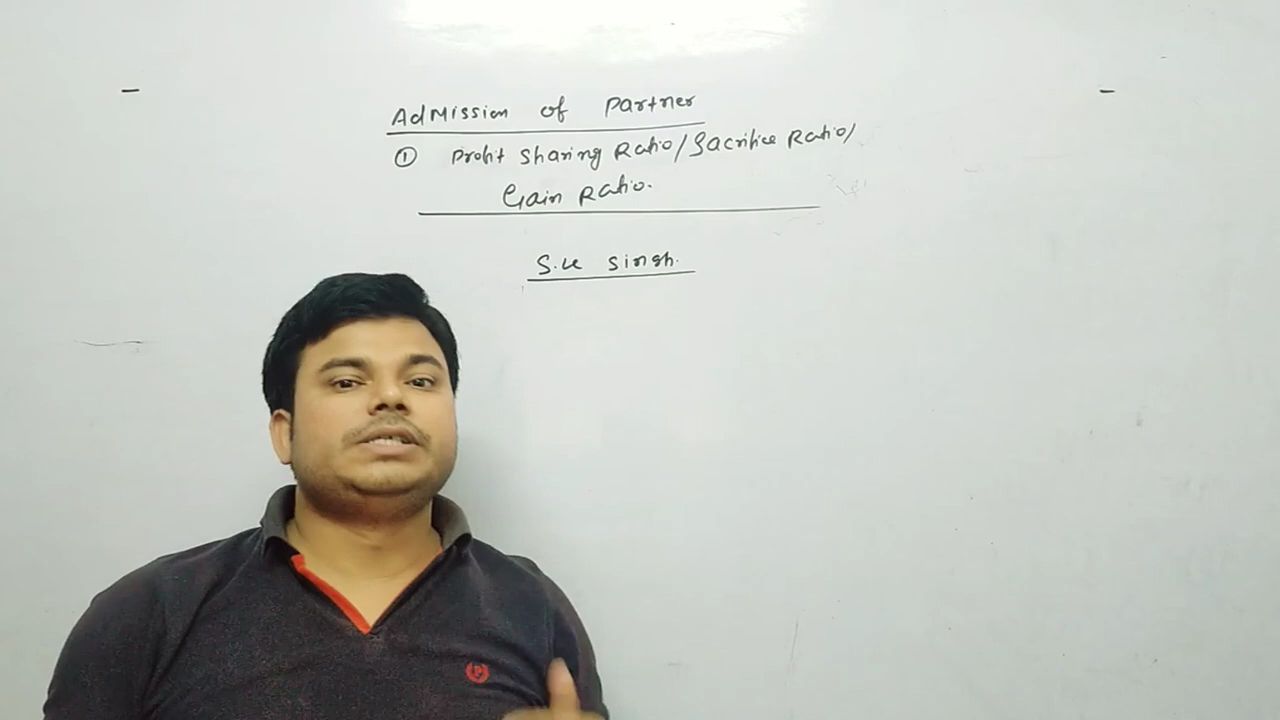 Admission of Partner
① Profit Sharing Ratio/Sacrifice Ratio/
Gain Ratio.
S.K Singh.